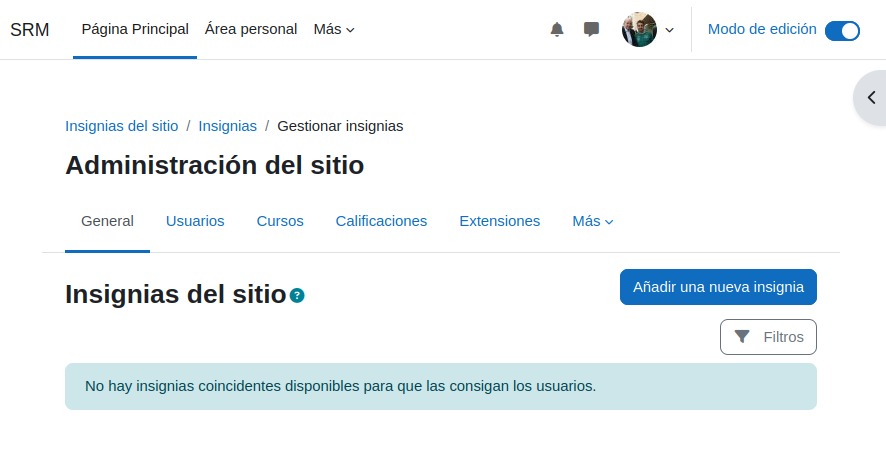 SRM Página Principal Área personal Más Modo de edición
Insignias del sitio / Insignias / Gestionar insignias
Administración del sitio
General Usuarios Cursos Calificaciones Extensiones Más
Insignias del sitio ?
Añadir una nueva insignia
Filtros
No hay insignias coincidentes disponibles para que las consigan los usuarios.